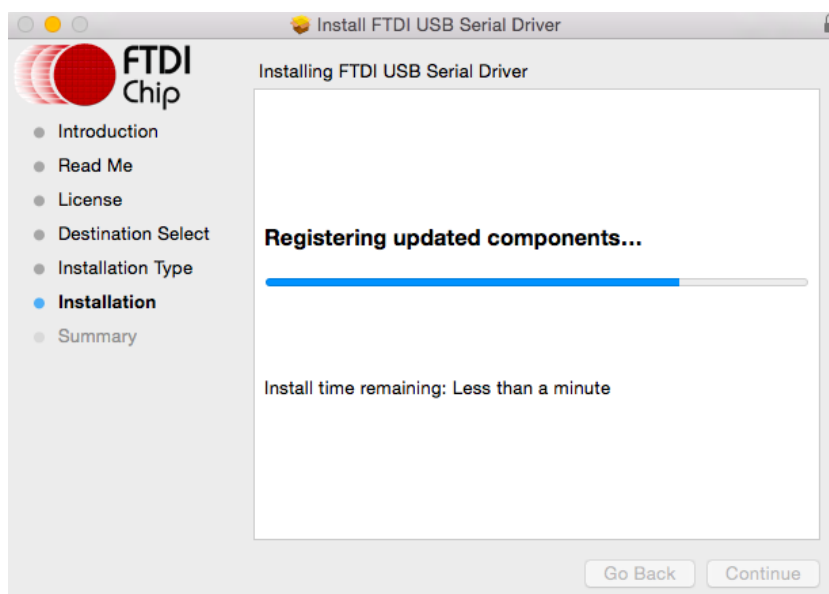 Install FTDI USB Serial Driver
FTDI
Chip
Installing FTDI USB Serial Driver
Introduction
Read Me
License
Destination Select
Installation Type
Installation
Summary
Registering updated components...
Install time remaining: Less than a minute
Go Back
Continue